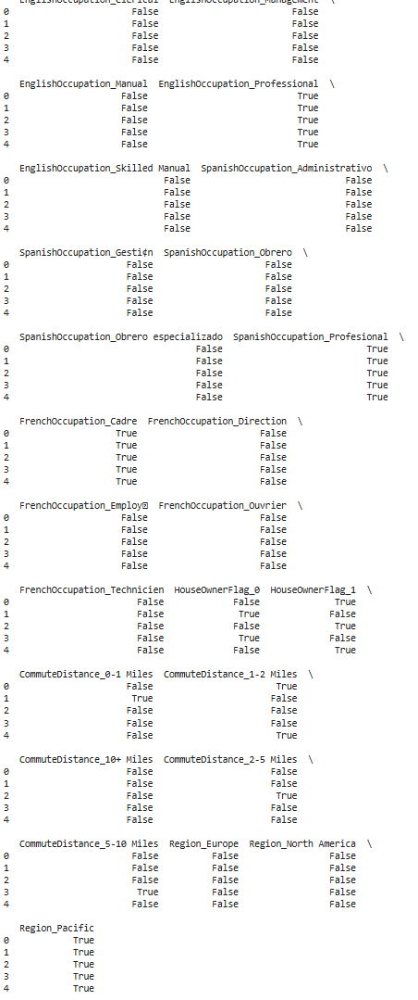 EnglishOccupation_Clerical  EnglishOccupation_Management  \
0                     False                         False
1                     False                         False
2                     False                         False
3                     False                         False
4                     False                         False
EnglishOccupation_Manual  EnglishOccupation_Professional  \
0                     False                            True
1                     False                            True
2                     False                            True
3                     False                            True
4                     False                            True
EnglishOccupation_Skilled Manual  SpanishOccupation_Administrativo  \
0                             False                             False
1                             False                             False
2                             False                             False
3                             False                             False
4                             False                             False
SpanishOccupation_Gesti¢n  SpanishOccupation_Obrero  \
0                      False                     False
1                      False                     False
2                      False                     False
3                      False                     False
4                      False                     False
SpanishOccupation_Obrero especializado  SpanishOccupation_Profesional  \
0                                   False                           True
1                                   False                           True
2                                   False                           True
3                                   False                           True
4                                   False                           True
FrenchOccupation_Cadre  FrenchOccupation_Direction  \
0                    True                       False
1                    True                       False
2                    True                       False
3                    True                       False
4                    True                       False
FrenchOccupation_Employ  FrenchOccupation_Ouvrier  \
0                     False                     False
1                     False                     False
2                     False                     False
3                     False                     False
4                     False                     False
FrenchOccupation_Technicien  HouseOwnerFlag_0  HouseOwnerFlag_1  \
0                        False             False              True
1                        False              True             False
2                        False             False              True
3                        False              True             False
4                        False             False              True
CommuteDistance_0-1 Miles  CommuteDistance_1-2 Miles  \
0                      False                       True
1                       True                      False
2                      False                      False
3                      False                      False
4                      False                       True
CommuteDistance_10+ Miles  CommuteDistance_2-5 Miles  \
0                      False                      False
1                      False                      False
2                      False                       True
3                      False                      False
4                      False                      False
CommuteDistance_5-10 Miles  Region_Europe  Region_North America  \
0                       False          False                 False
1                       False          False                 False
2                       False          False                 False
3                        True          False                 False
4                       False          False                 False
Region_Pacific
0            True
1            True
2            True
3            True
4            True